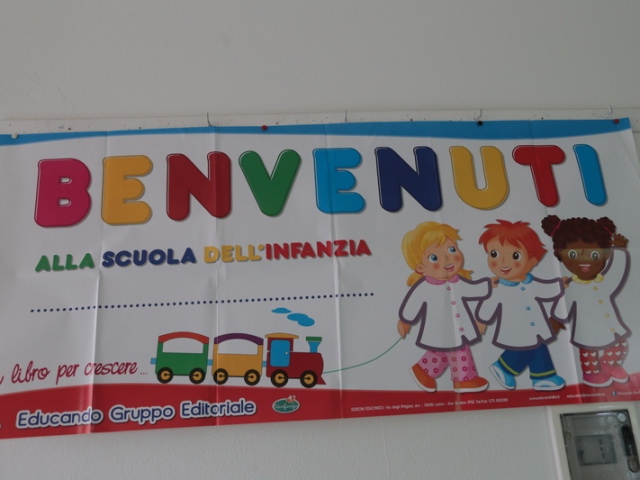 BENVENUTI
ALLA SCUOLA DELL'INFANZIA
libro per crescere...
Educando Gruppo Editoriale